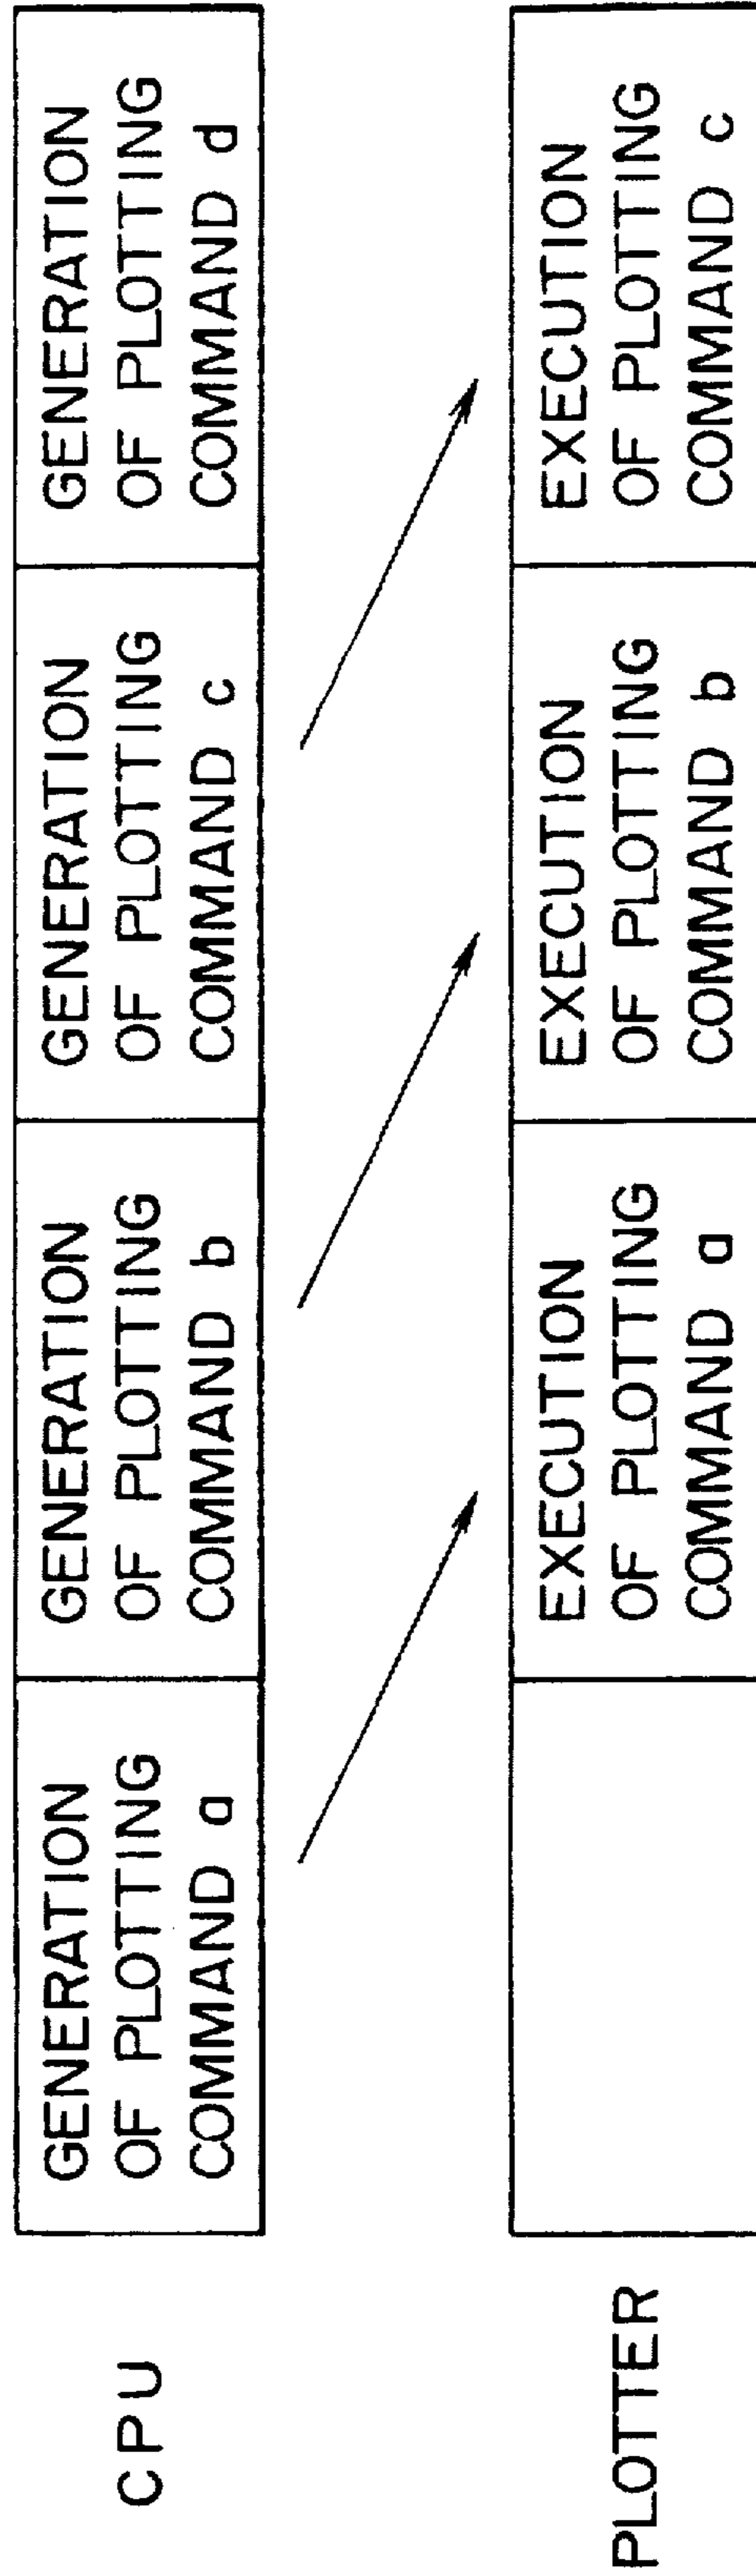 CPU
GENERATION
OF PLOTTING
COMMAND a
GENERATION
OF PLOTTING
COMMAND b
GENERATION
OF PLOTTING
COMMAND c
GENERATION
OF PLOTTING
COMMAND d
PLOTTER
EXECUTION
OF PLOTTING
COMMAND a
EXECUTION
OF PLOTTING
COMMAND b
EXECUTION
OF PLOTTING
COMMAND c